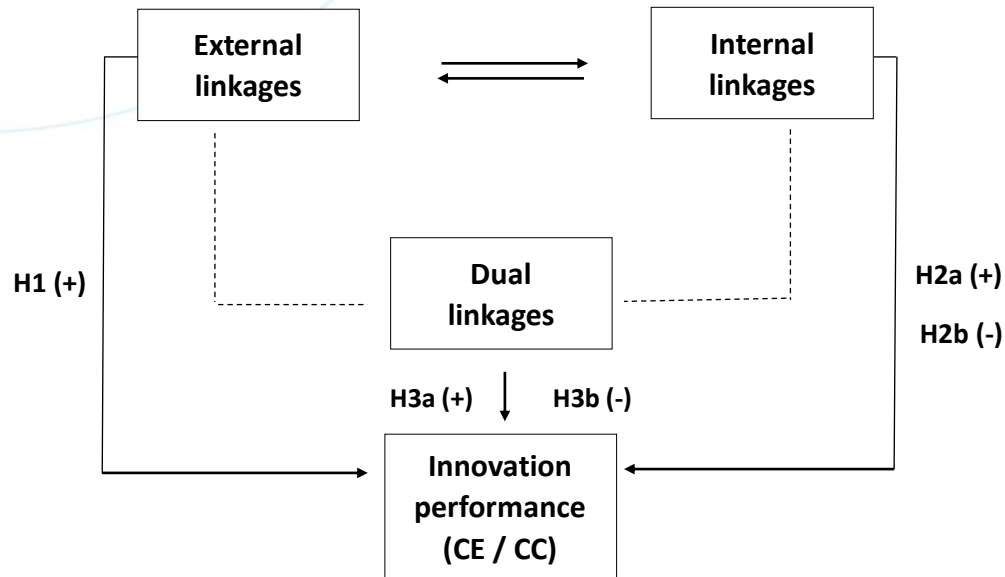 External
linkages
Internal
linkages
Dual
linkages
H1 (+)
H2a (+)
H2b (-)
H3a (+)
H3b (-)
Innovation
performance
(CE / CC)